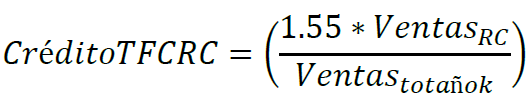 CréditoTFCRC = (1.55 * Ventas_RC / Ventas_totañok)